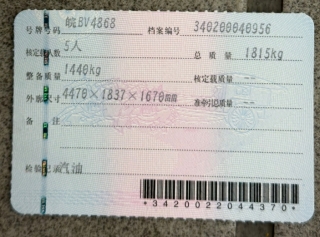 号牌号码 皖BV4868 档案编号 340200040956
核定载人数 5人 总质量 1815kg
整备质量 1440kg 核定载质量 --
外廓尺寸 4470×1837×1670mm 准牵引总质量 --
备注
检验记录 汽油
*3420022044370*